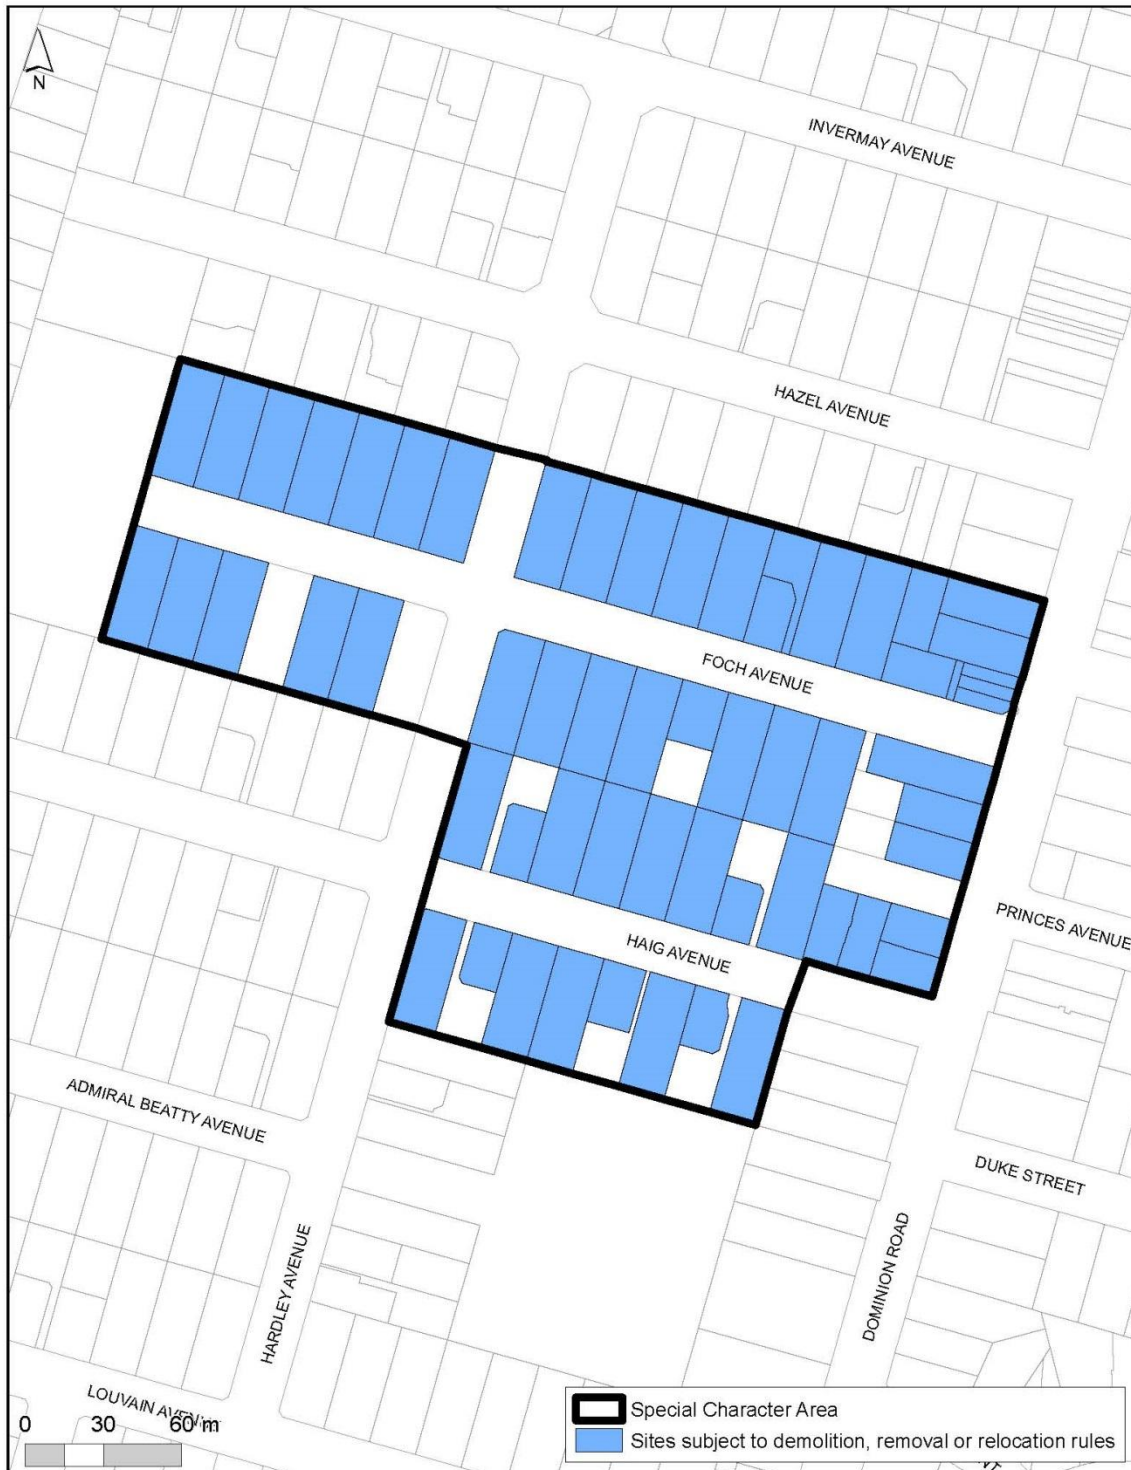 N
INVERMAY AVENUE
HAZEL AVENUE
FOCH AVENUE
PRINCES AVENUE
HAIG AVENUE
ADMIRAL BEATTY AVENUE
DUKE STREET
DOMINION ROAD
HARDLEY AVENUE
LOUVAIN
0 30 60 m
Special Character Area
Sites subject to demolition, removal or relocation rules